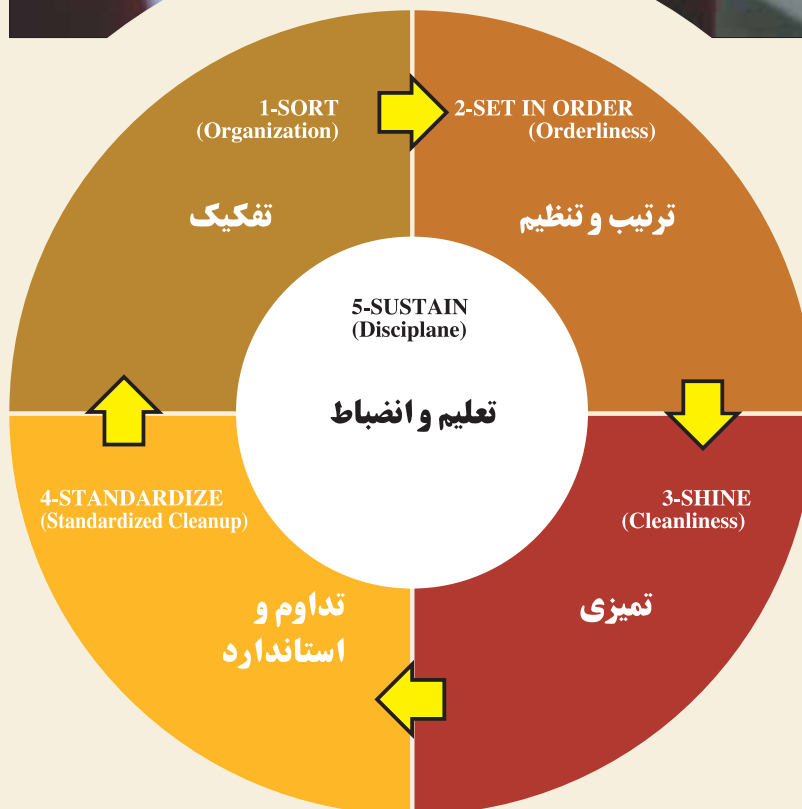 1-SORT
(Organization)
تفکیک
2-SET IN ORDER
(Orderliness)
ترتیب و تنظیم
3-SHINE
(Cleanliness)
تمیزی
4-STANDARDIZE
(Standardized Cleanup)
تداوم و
استاندارد
5-SUSTAIN
(Disciplane)
تعلیم و انضباط